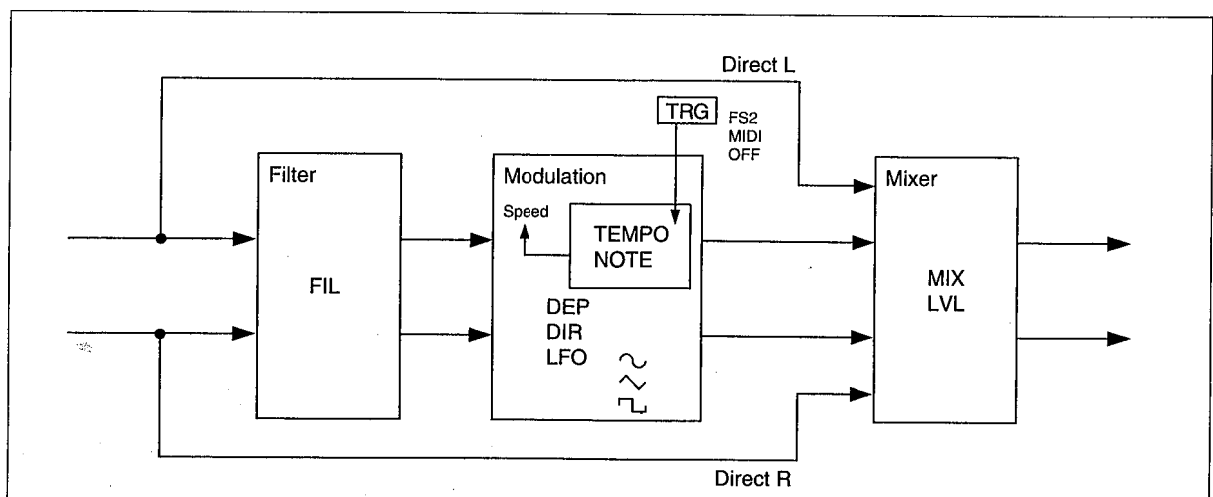 Direct L
TRG
FS2
MIDI
OFF
Filter
Modulation
Mixer
Speed
TEMPO
NOTE
FIL
MIX
LVL
DEP
DIR
LFO
Direct R